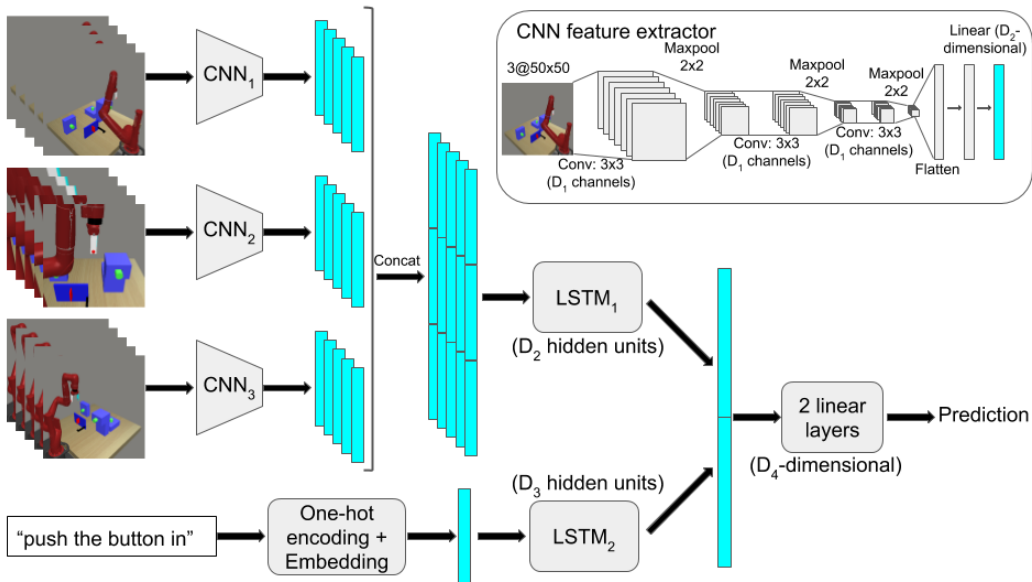 CNN₁
CNN feature extractor
3@50x50
Maxpool
2x2
Maxpool
2x2
Maxpool
2x2
Linear (D₂-
dimensional)
Conv: 3x3
(D₁ channels)
Conv: 3x3
(D₁ channels)
Conv: 3x3
(D₁ channels)
Flatten
CNN₂
Concat
LSTM₁
(D₂ hidden units)
CNN₃
2 linear
layers
(D₄-dimensional)
Prediction
(D₃ hidden units)
"push the button in"
One-hot
encoding +
Embedding
LSTM₂